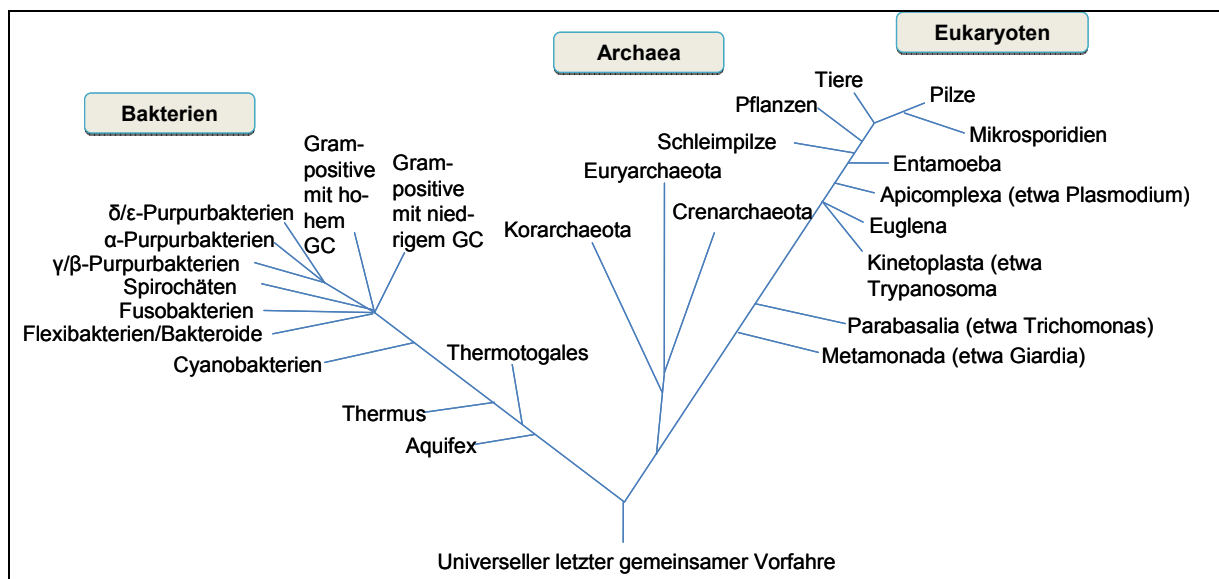 Bakterien
Archaea
Eukaryoten
Gram-
positive
mit ho-
hem
GC
Gram-
positive
mit nied-
rigem GC
δ/ε-Purpurbakterien
α-Purpurbakterien
γ/β-Purpurbakterien
Spirochäten
Fusobakterien
Flexibakterien/Bakteroide
Cyanobakterien
Thermotogales
Thermus
Aquifex
Korarchaeota
Euryarchaeota
Crenarchaeota
Tiere
Pflanzen
Schleimpilze
Pilze
Mikrosporidien
Entamoeba
Apicomplexa (etwa Plasmodium)
Euglena
Kinetoplasta (etwa
Trypanosoma
Parabasalia (etwa Trichomonas)
Metamonada (etwa Giardia)
Universeller letzter gemeinsamer Vorfahre